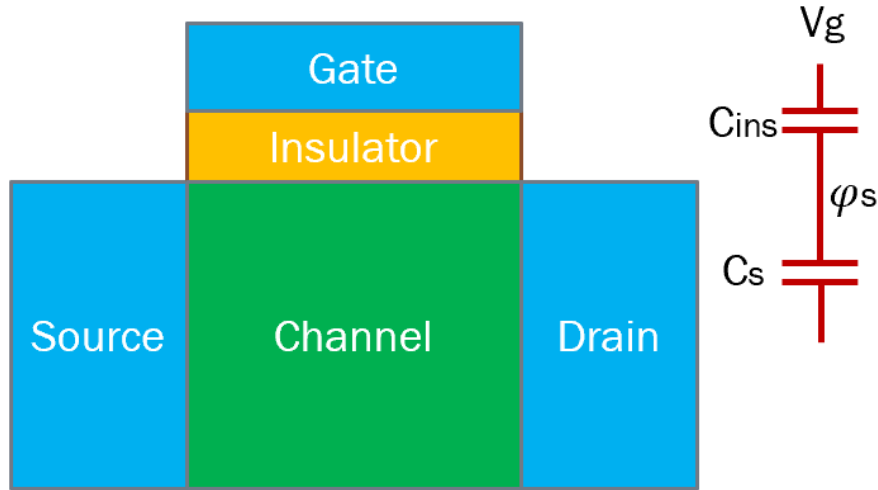 Gate
Insulator
Source
Channel
Drain
Vg
Cins
φs
Cs